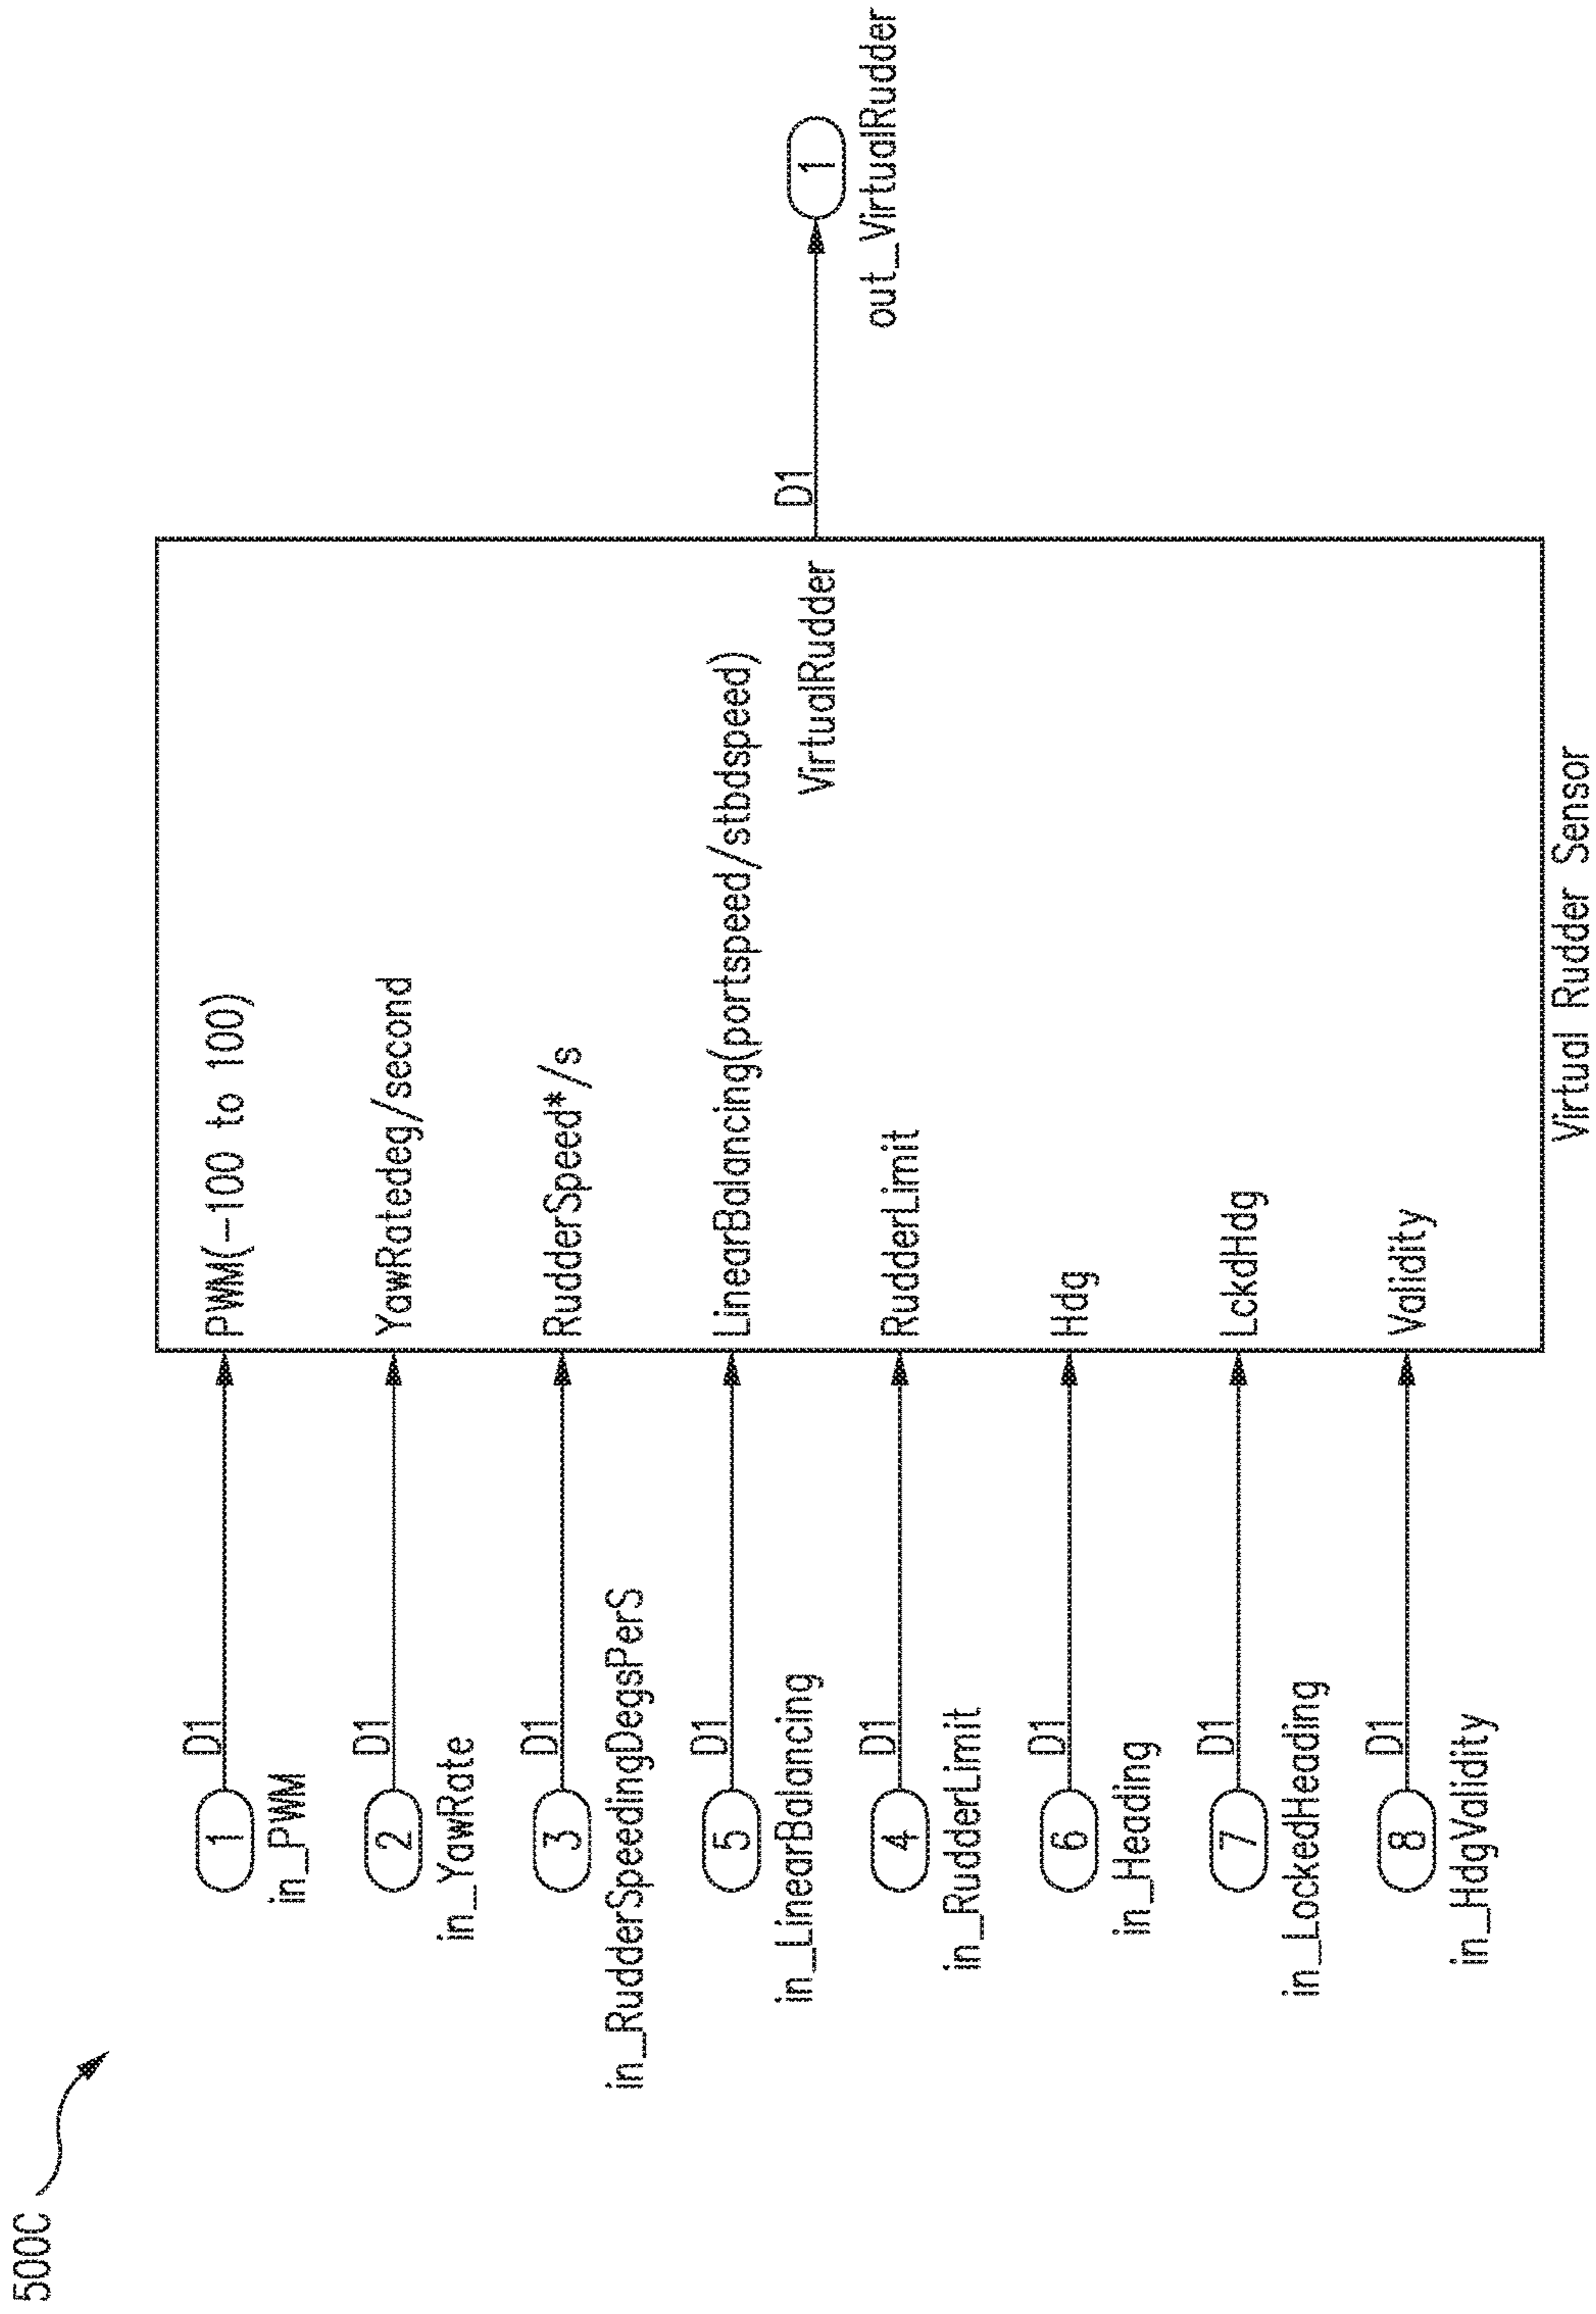 500C
1
D1
in_PWM
PWM(-100 to 100)
2
D1
in_YawRate
YawRatedeg/second
3
D1
in_RudderSpeedingDegsPerS
RudderSpeed*/s
5
D1
in_LinearBalancing
LinearBalancing(portspeed/stbdspeed)
4
D1
in_RudderLimit
RudderLimit
6
D1
in_Heading
Hdg
7
D1
in_LockedHeading
LckdHdg
8
D1
in_HdgValidity
Validity
VirtualRudder
D1
1
out_VirtualRudder
Virtual Rudder Sensor